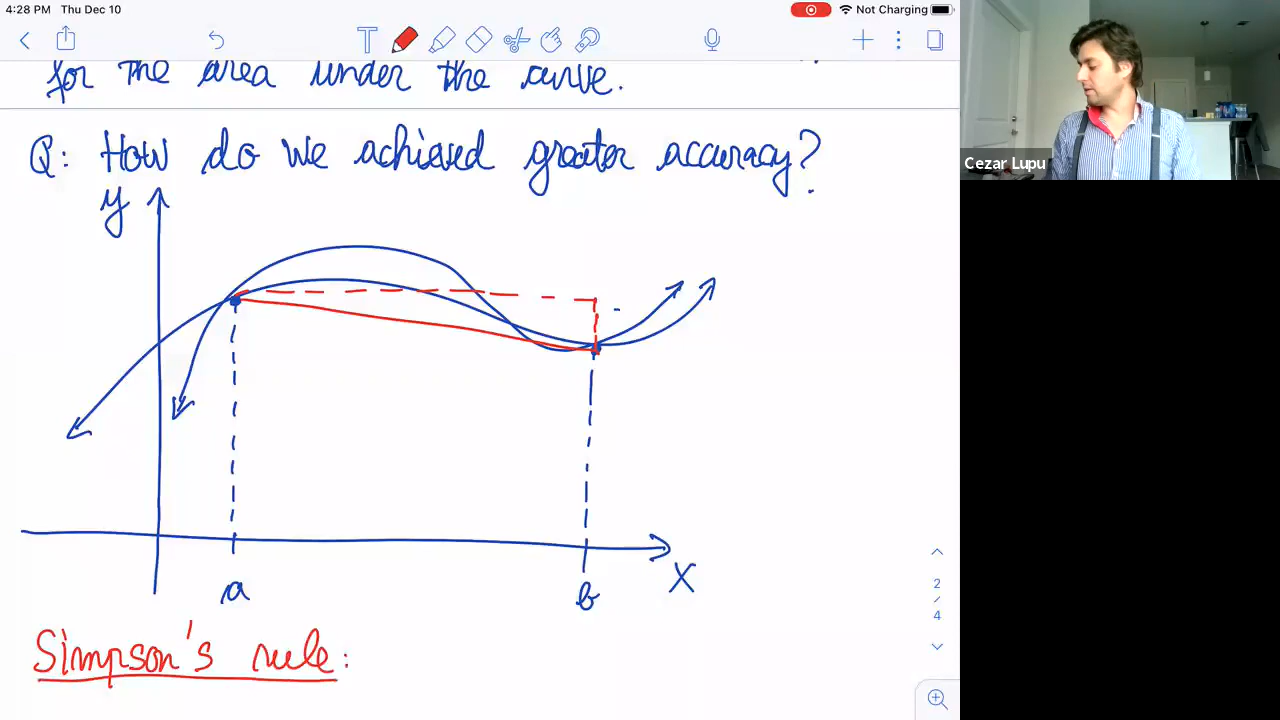 4:28 PM Thu Dec 10
Not Charging
for the area under the curve.
Q: How do we achieved greater accuracy?
y
Cezar Lupu
a
b
X
2
/
4
Simpson's rule: